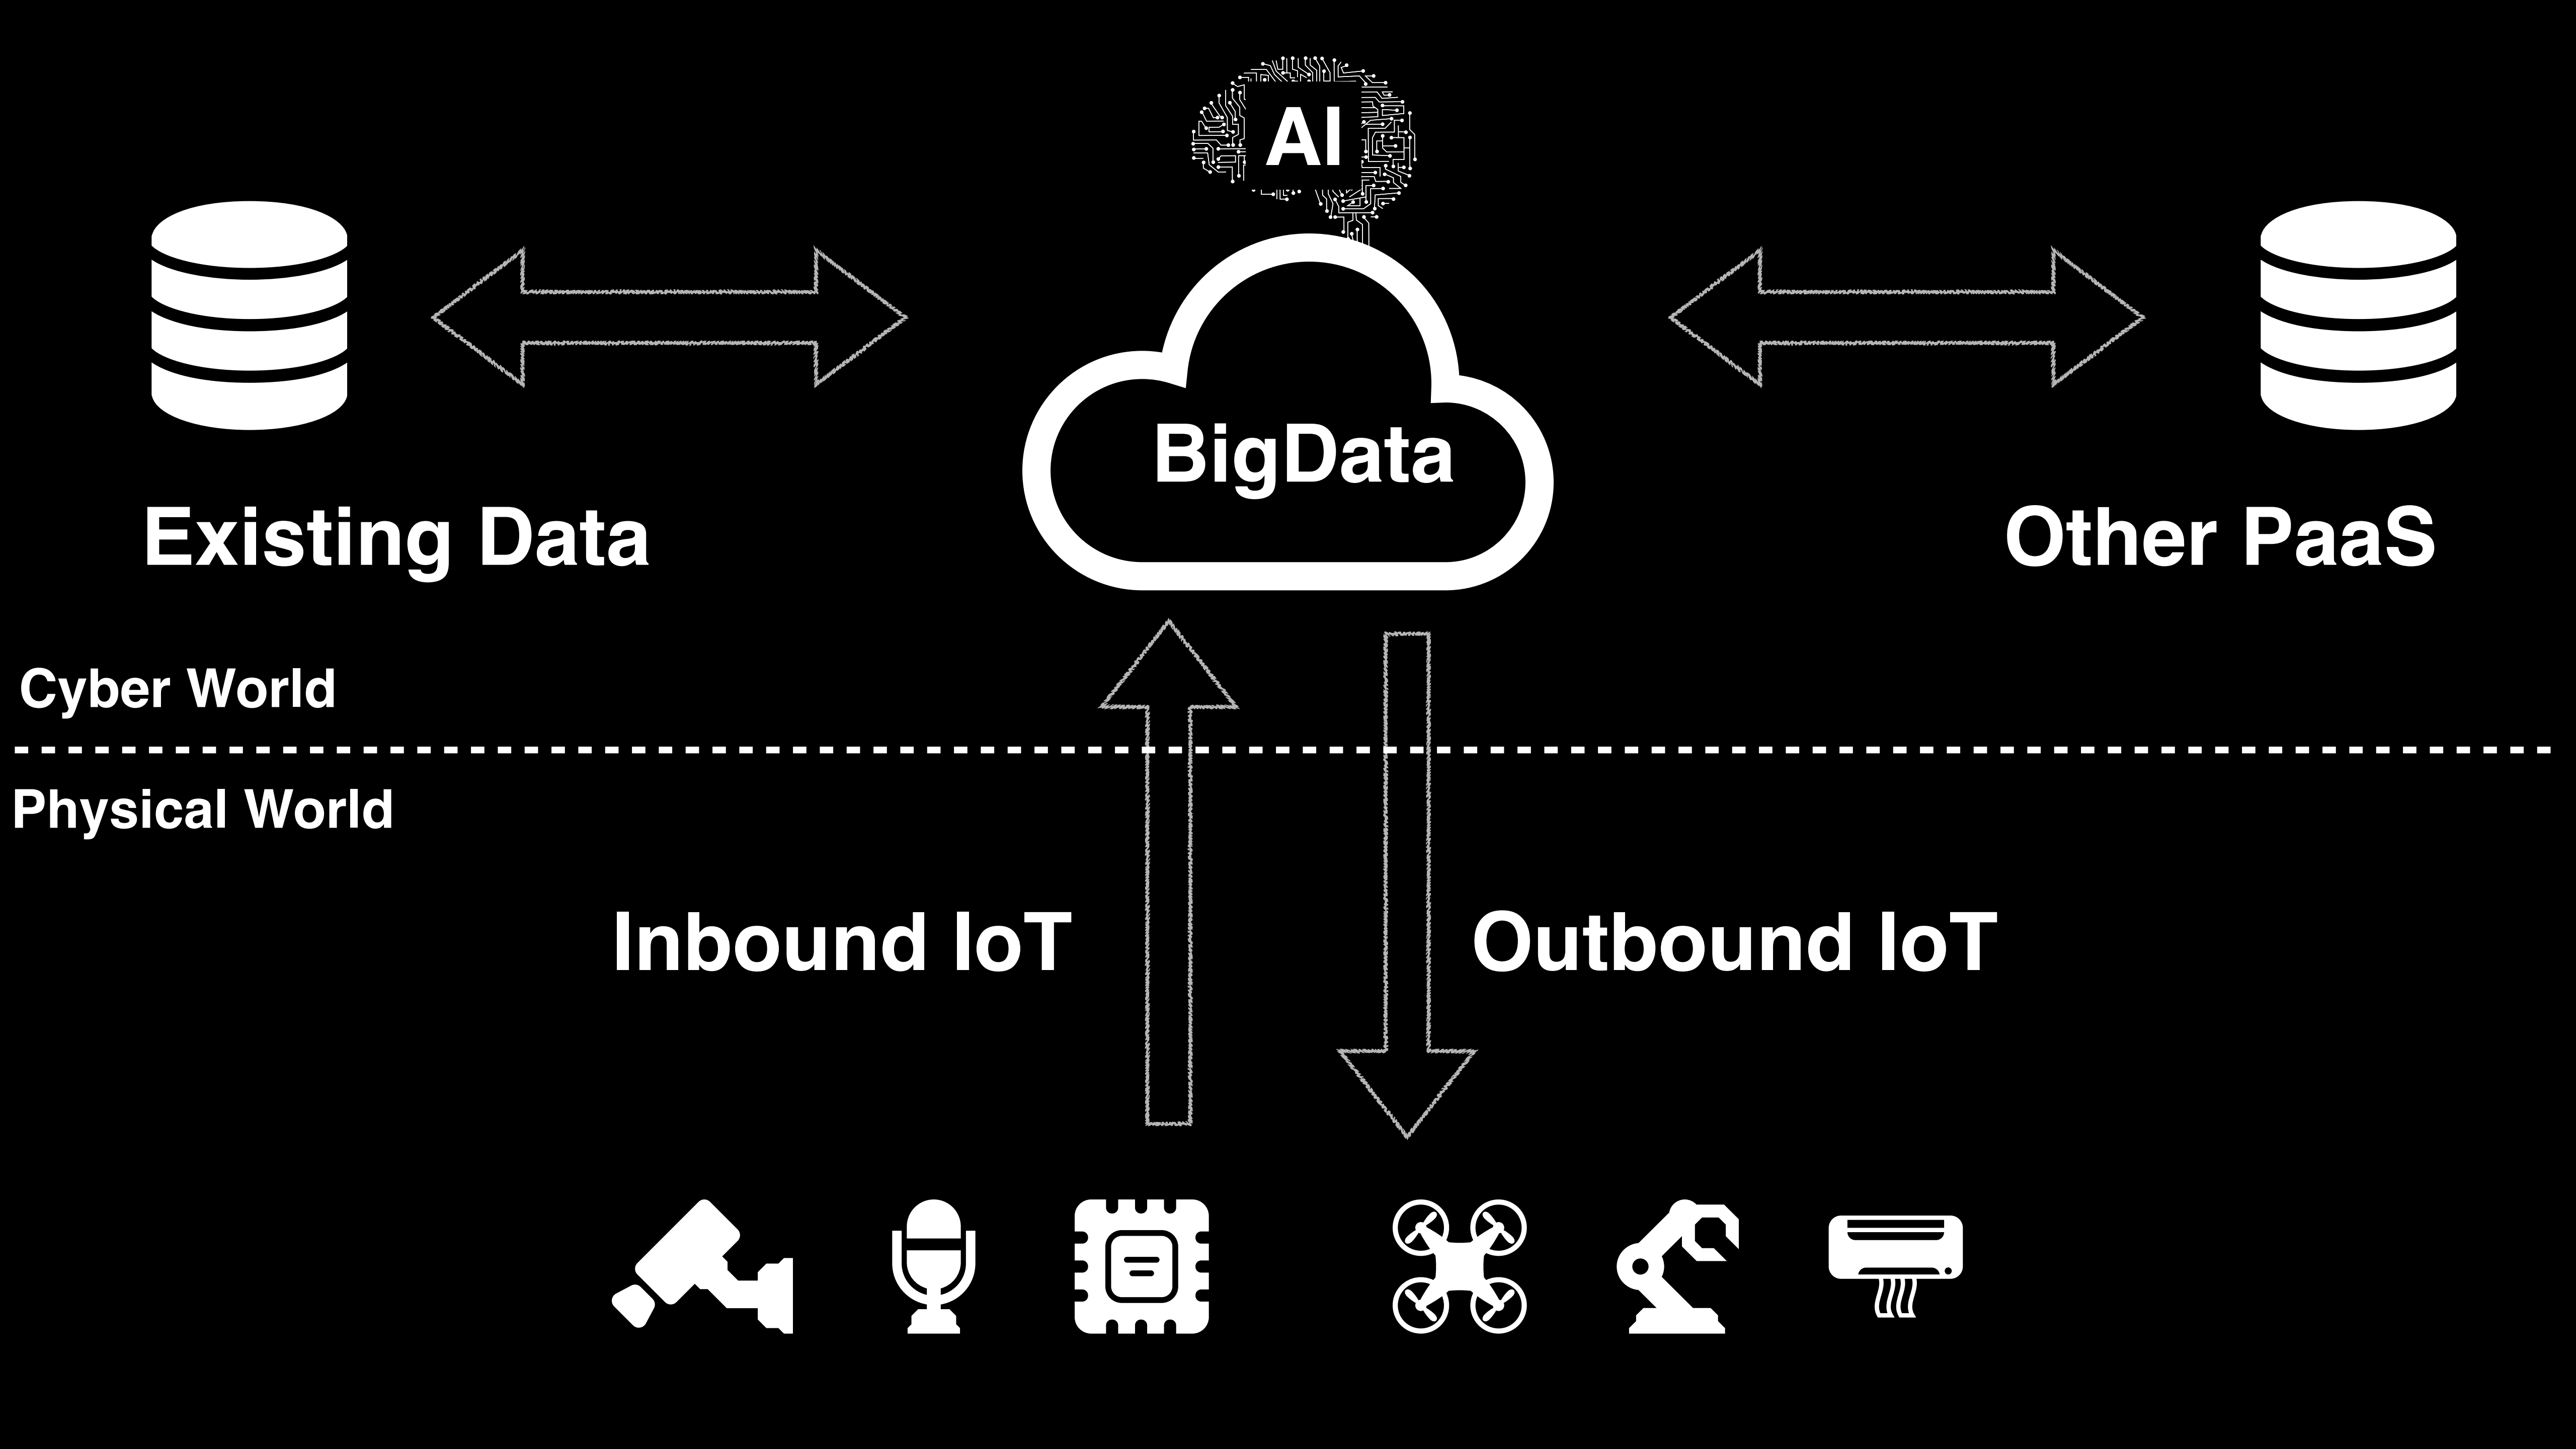 AI
BigData
Existing Data
Other PaaS
Cyber World
Physical World
Inbound IoT
Outbound IoT